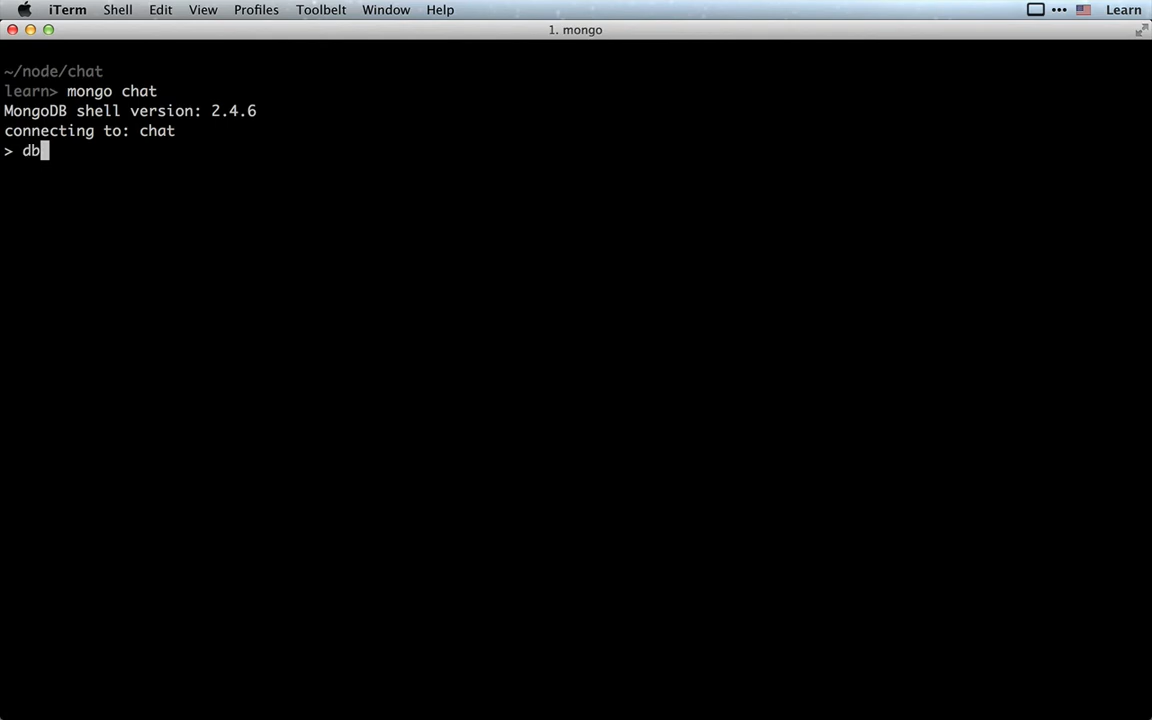 iTerm Shell Edit View Profiles Toolbelt Window Help Learn
1. mongo
~/node/chat
learn> mongo chat
MongoDB shell version: 2.4.6
connecting to: chat
> db